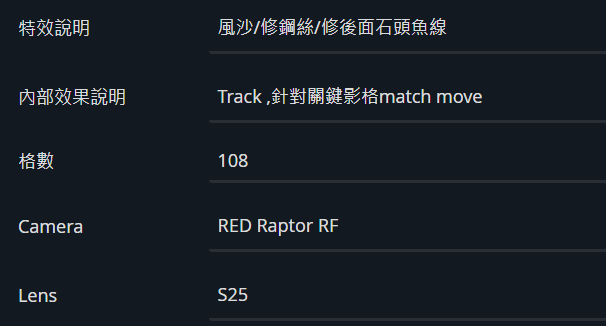 特效說明 風沙/修鋼絲/修後面石頭魚線
內部效果說明 Track ,針對關鍵影格match move
格數 108
Camera RED Raptor RF
Lens S25